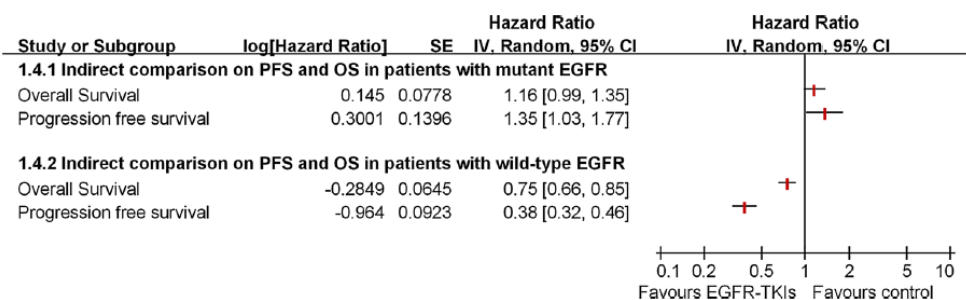 Hazard Ratio Hazard Ratio
Study or Subgroup log[Hazard Ratio] SE IV, Random, 95% CI IV, Random, 95% CI
1.4.1 Indirect comparison on PFS and OS in patients with mutant EGFR
Overall Survival 0.145 0.0778 1.16 [0.99, 1.35]
Progression free survival 0.3001 0.1396 1.35 [1.03, 1.77]
1.4.2 Indirect comparison on PFS and OS in patients with wild-type EGFR
Overall Survival -0.2849 0.0645 0.75 [0.66, 0.85]
Progression free survival -0.964 0.0923 0.38 [0.32, 0.46]
0.1 0.2 0.5 1 2 5 10
Favours EGFR-TKIs Favours control